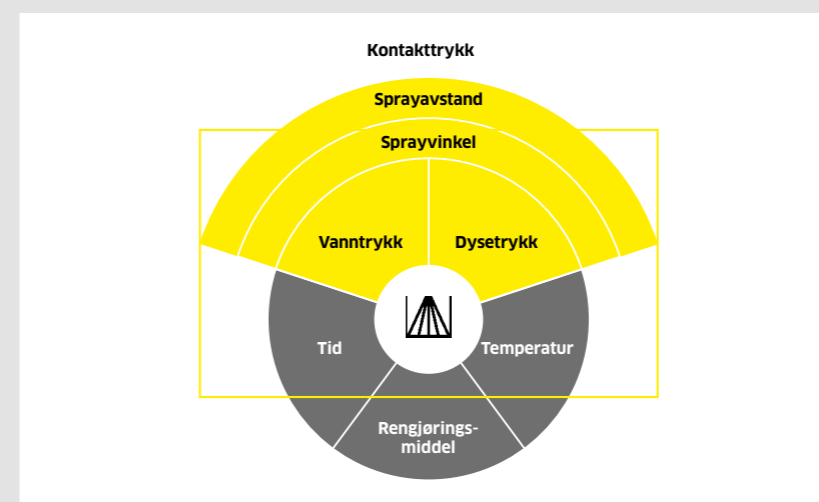 Kontakttrykk
Sprayavstand
Sprayvinkel
Vanntrykk
Dysetrykk
Tid
Temperatur
Rengjørings-
middel